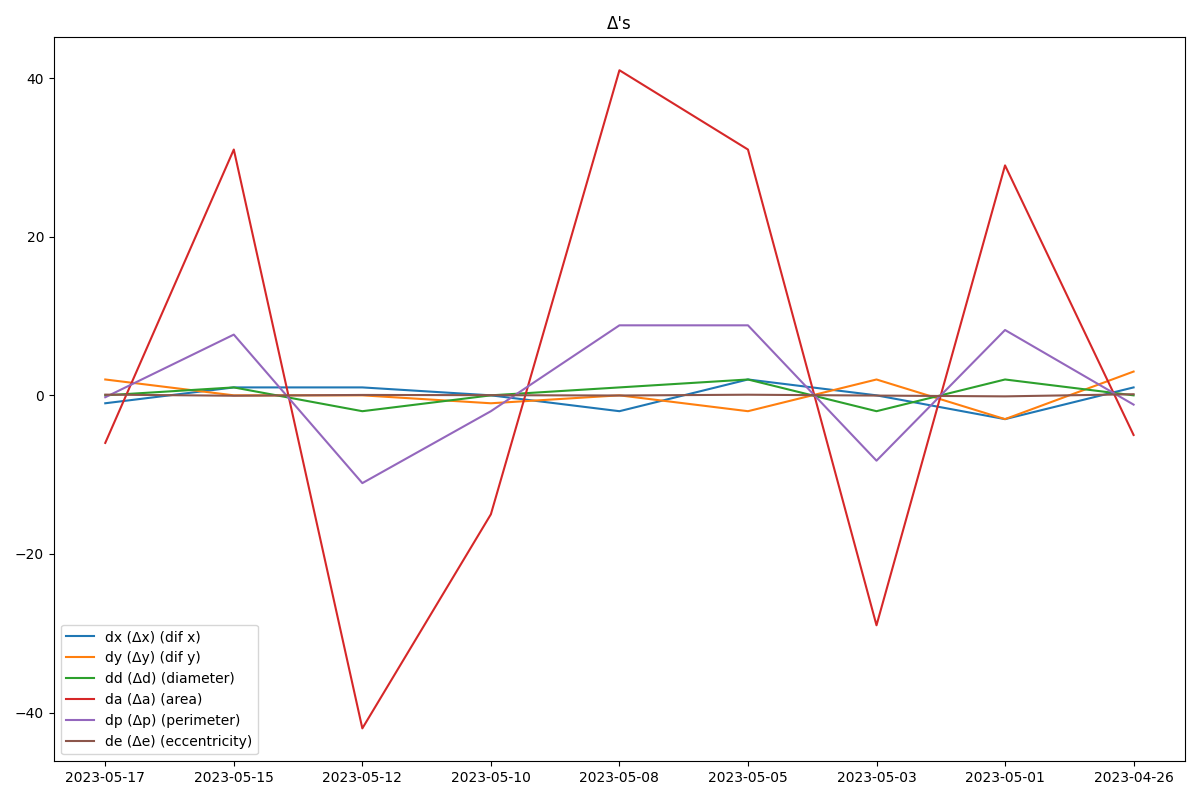 Δ's
40
20
0
−20
−40
dx (Δx) (dif x)
dy (Δy) (dif y)
dd (Δd) (diameter)
da (Δa) (area)
dp (Δp) (perimeter)
de (Δe) (eccentricity)
2023-05-17 2023-05-15 2023-05-12 2023-05-10 2023-05-08 2023-05-05 2023-05-03 2023-05-01 2023-04-26